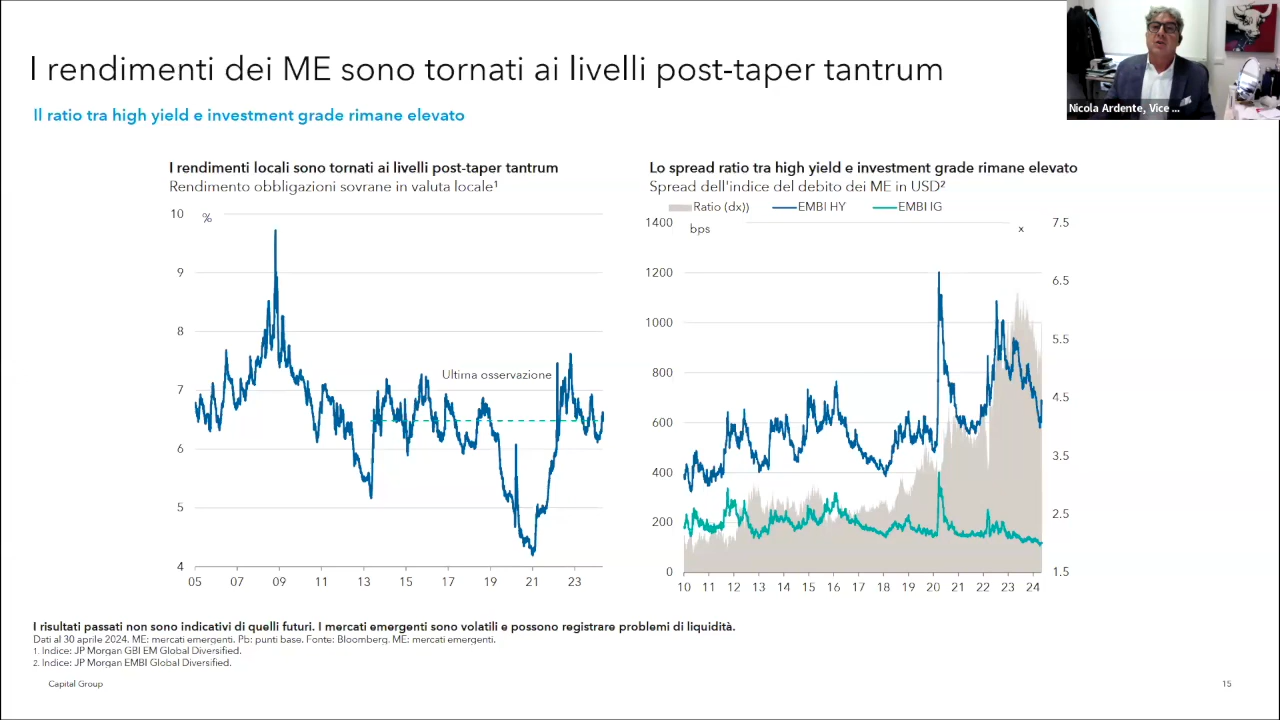 I rendimenti dei ME sono tornati ai livelli post-taper tantrum
Il ratio tra high yield e investment grade rimane elevato
Nicola Ardente, Vice ...
I rendimenti locali sono tornati ai livelli post-taper tantrum
Rendimento obbligazioni sovrane in valuta locale¹
10
%
9
8
7
6
5
4
Ultima osservazione
05 07 09 11 13 15 17 19 21 23
Lo spread ratio tra high yield e investment grade rimane elevato
Spread dell'indice del debito dei ME in USD²
Ratio (dx)) EMBI HY EMBI IG
1400
bps
x
7.5
1200
6.5
1000
5.5
800
4.5
600
400
3.5
200
2.5
0
1.5
10 11 12 13 14 15 16 17 18 19 20 21 22 23 24
I risultati passati non sono indicativi di quelli futuri. I mercati emergenti sono volatili e possono registrare problemi di liquidità.
Dati al 30 aprile 2024. ME: mercati emergenti. Pb: punti base. Fonte: Bloomberg. ME: mercati emergenti.
1. Indice: JP Morgan GBI EM Global Diversified.
2. Indice: JP Morgan EMBI Global Diversified.
Capital Group
15